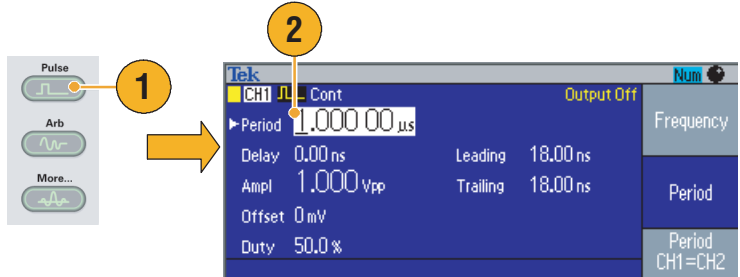 2
Pulse
1
Arb
More...
Tek Num
CH1 Cont Output Off
Period 1.000 00 µs
Delay 0.00 ns Leading 18.00 ns
Ampl 1.000 Vpp Trailing 18.00 ns
Offset 0 mV
Duty 50.0 %
Frequency
Period
Period
CH1=CH2